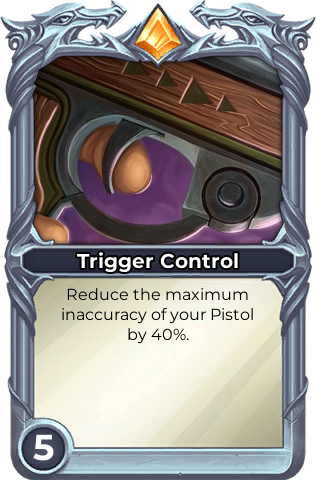 Trigger Control
Reduce the maximum
inaccuracy of your Pistol
by 40%.
5